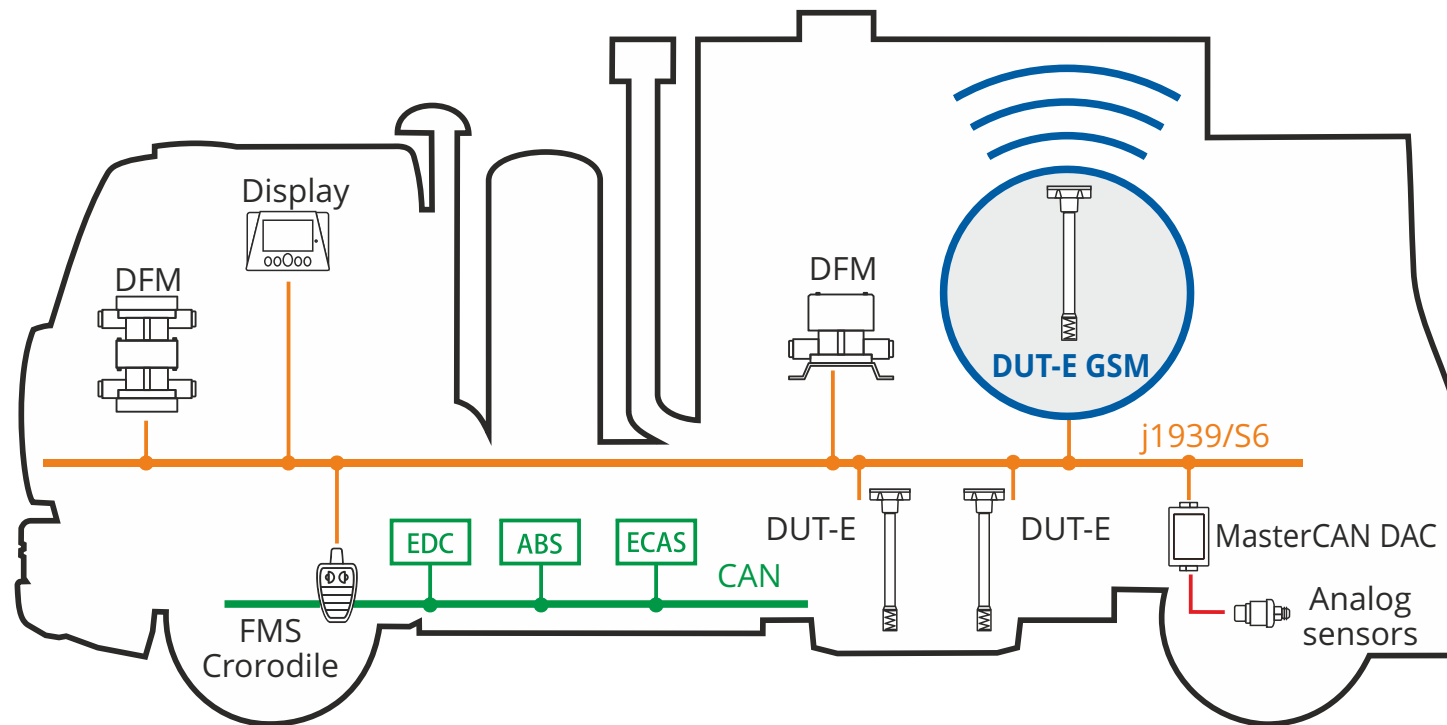 Display
DFM
DFM
DUT-E GSM
j1939/S6
EDC
ABS
ECAS
CAN
DUT-E
DUT-E
MasterCAN DAC
FMS
Crorodile
Analog
sensors